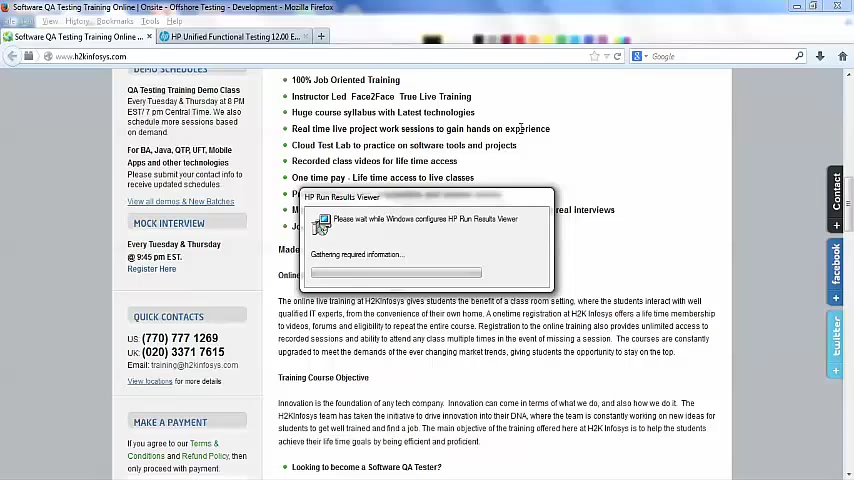 Software QA Testing Training Online | Onsite - Offshore Testing - Development - Mozilla Firefox
View History Bookmarks Tools Help
Software QA Testing Training Online ...
HP Unified Functional Testing 12.00 E...
www.h2kinfosys.com
Google
DEMO SCHEDULES
QA Testing Training Demo Class
Every Tuesday & Thursday at 8 PM
EST/ 7 pm Central Time. We also
schedule more sessions based
on demand.
For BA, Java, QTP, UFT, Mobile
Apps and other technologies
Please submit your contact info to
receive updated schedules.
View all demos & New Batches
MOCK INTERVIEW
Every Tuesday & Thursday
@ 9:45 pm EST.
Register Here
QUICK CONTACTS
US: (770) 777 1269
UK: (020) 3371 7615
Email: training@h2kinfosys.com
View locations for more details
MAKE A PAYMENT
If you agree to our Terms &
Conditions and Refund Policy, then
only proceed with payment.
100% Job Oriented Training
Instructor Led Face2Face True Live Training
Huge course syllabus with Latest technologies
Real time live project work sessions to gain hands on experience
Cloud Test Lab to practice on software tools and projects
Recorded class videos for life time access
One time pay - Life time access to live classes
real Interviews
HP Run Results Viewer
Please wait while Windows configures HP Run Results Viewer
Gathering required information...
Made
Online
The online live training at H2KInfosys gives students the benefit of a class room setting, where the students interact with well
qualified IT experts, from the convenience of their own home. A onetime registration at H2K Infosys offers a life time membership
to videos, forums and eligibility to repeat the entire course. Registration to the online training also provides unlimited access to
recorded sessions and ability to attend any class multiple times in the event of missing a session. The courses are constantly
upgraded to meet the demands of the ever changing market trends, giving students the opportunity to stay on top.
Training Course Objective
Innovation is the foundation of any tech company. Innovation can come in terms of what we do, and also how we do it. The
H2KInfosys team has taken the initiative to drive innovation into their DNA, where the team is constantly working on new ideas for
students to get well trained and find a job. The main objective of the training offered here at H2K Infosys is to help the students
achieve their life time goals by being efficient and proficient.
Looking to become a Software QA Tester?
Contact
facebook
twitter